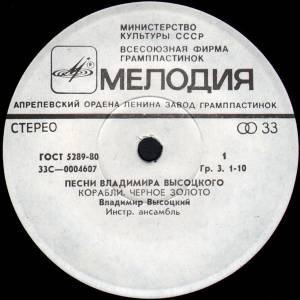 МИНИСТЕРСТВО
КУЛЬТУРЫ СССР
ВСЕСОЮЗНАЯ ФИРМА
ГРАМПЛАСТИНОК
МЕЛОДИЯ
АПРЕЛЕВСКИЙ ОРДЕНА ЛЕНИНА ЗАВОД ГРАМПЛАСТИНОК
СТЕРЕО 33
ГОСТ 5289-80 1
33С—0004607 Гр. 3. 1-10
ПЕСНИ ВЛАДИМИРА ВЫСОЦКОГО
КОРАБЛИ. ЧЕРНОЕ ЗОЛОТО
Владимир Высоцкий
Инстр. ансамбль